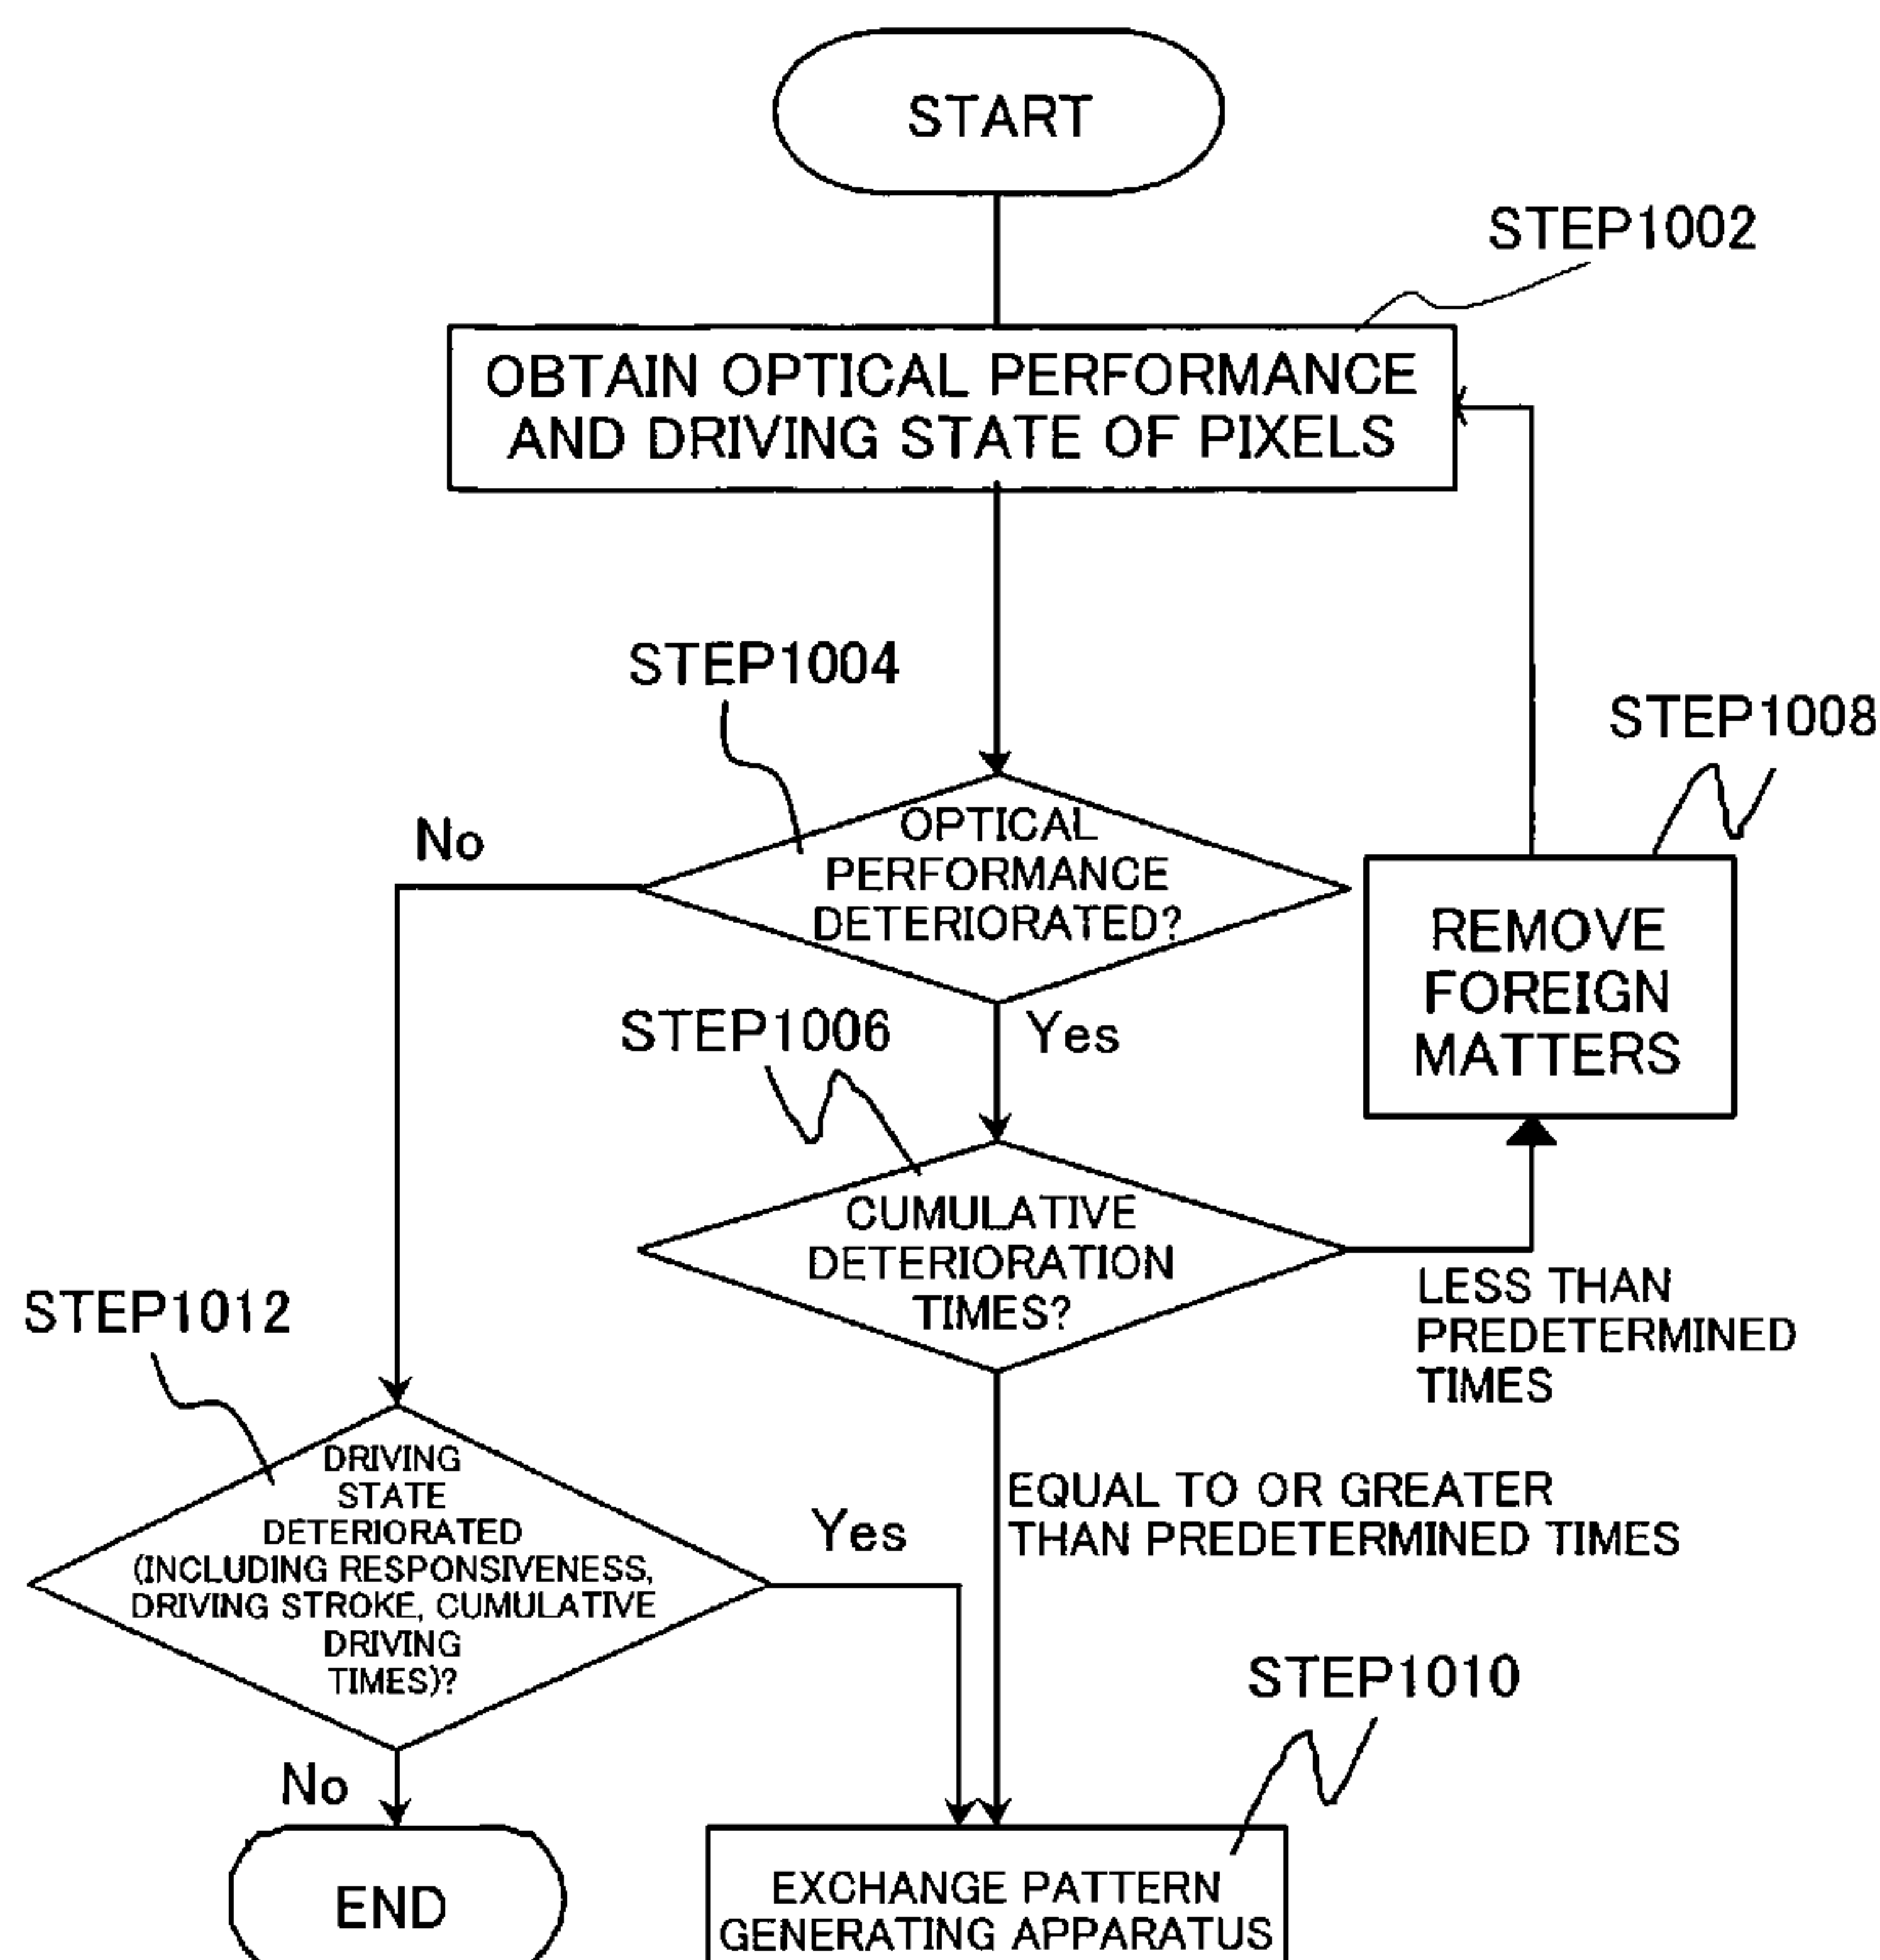 START
STEP1002
OBTAIN OPTICAL PERFORMANCE
AND DRIVING STATE OF PIXELS
STEP1004
STEP1008
No
OPTICAL
PERFORMANCE
DETERIORATED?
REMOVE
FOREIGN
MATTERS
STEP1006
Yes
CUMULATIVE
DETERIORATION
TIMES?
LESS THAN
PREDETERMINED
TIMES
STEP1012
DRIVING
STATE
DETERIORATED
(INCLUDING RESPONSIVENESS,
DRIVING STROKE, CUMULATIVE
DRIVING
TIMES)?
Yes
EQUAL TO OR GREATER
THAN PREDETERMINED TIMES
STEP1010
No
END
EXCHANGE PATTERN
GENERATING APPARATUS